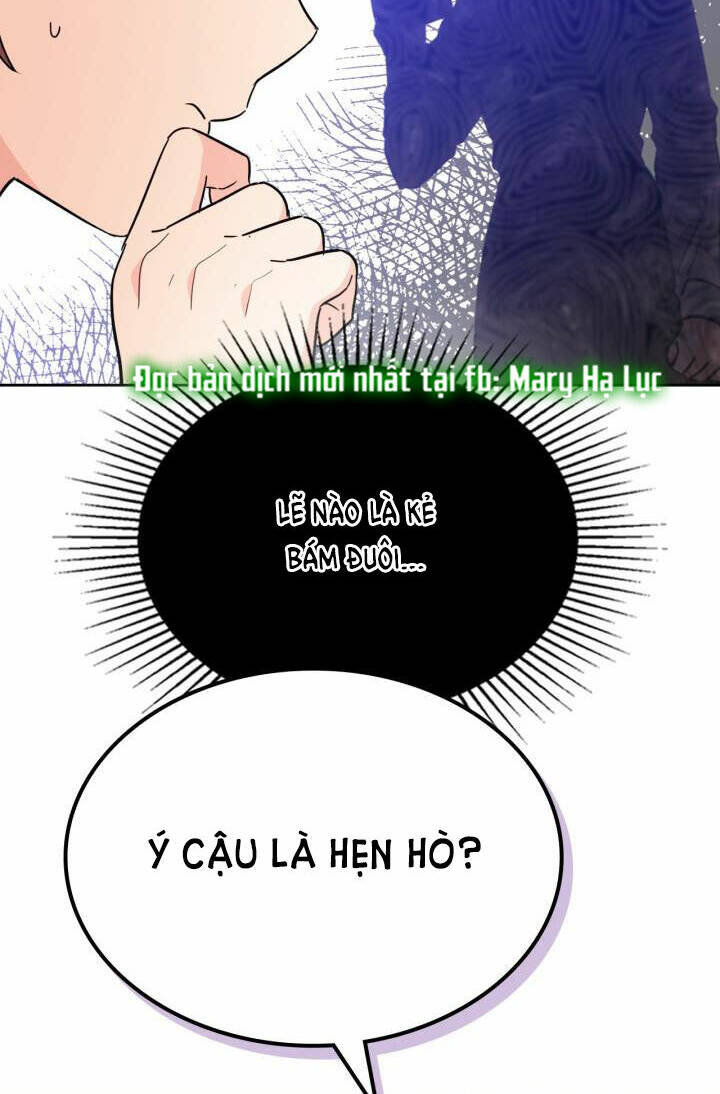 Đọc bản dịch mới nhất tại fb: Mary Hạ Lục
LẼ NÀO LÀ KẺ
BÁM ĐUÔI...
Ý CẬU LÀ HẸN HÒ?